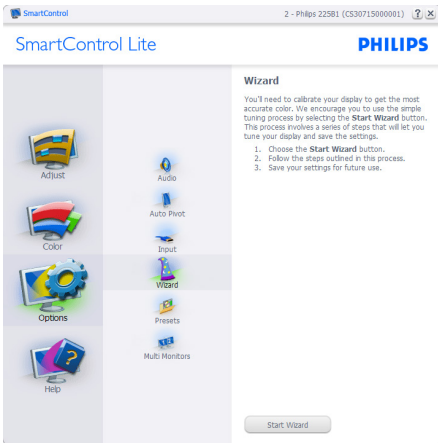 SmartControl
2 - Philips 225B1 (CS30715000001)
SmartControl Lite
PHILIPS
Adjust
Color
Options
Help
Audio
Auto Pivot
Input
Wizard
Presets
Multi Monitors
Wizard
You'll need to calibrate your display to get the most
accurate color. We encourage you to use the simple
tuning process by selecting the Start Wizard button.
This process involves a series of steps that will let you
tune your display and save the settings.
1. Choose the Start Wizard button.
2. Follow the steps outlined in this process.
3. Save your settings for future use.
Start Wizard